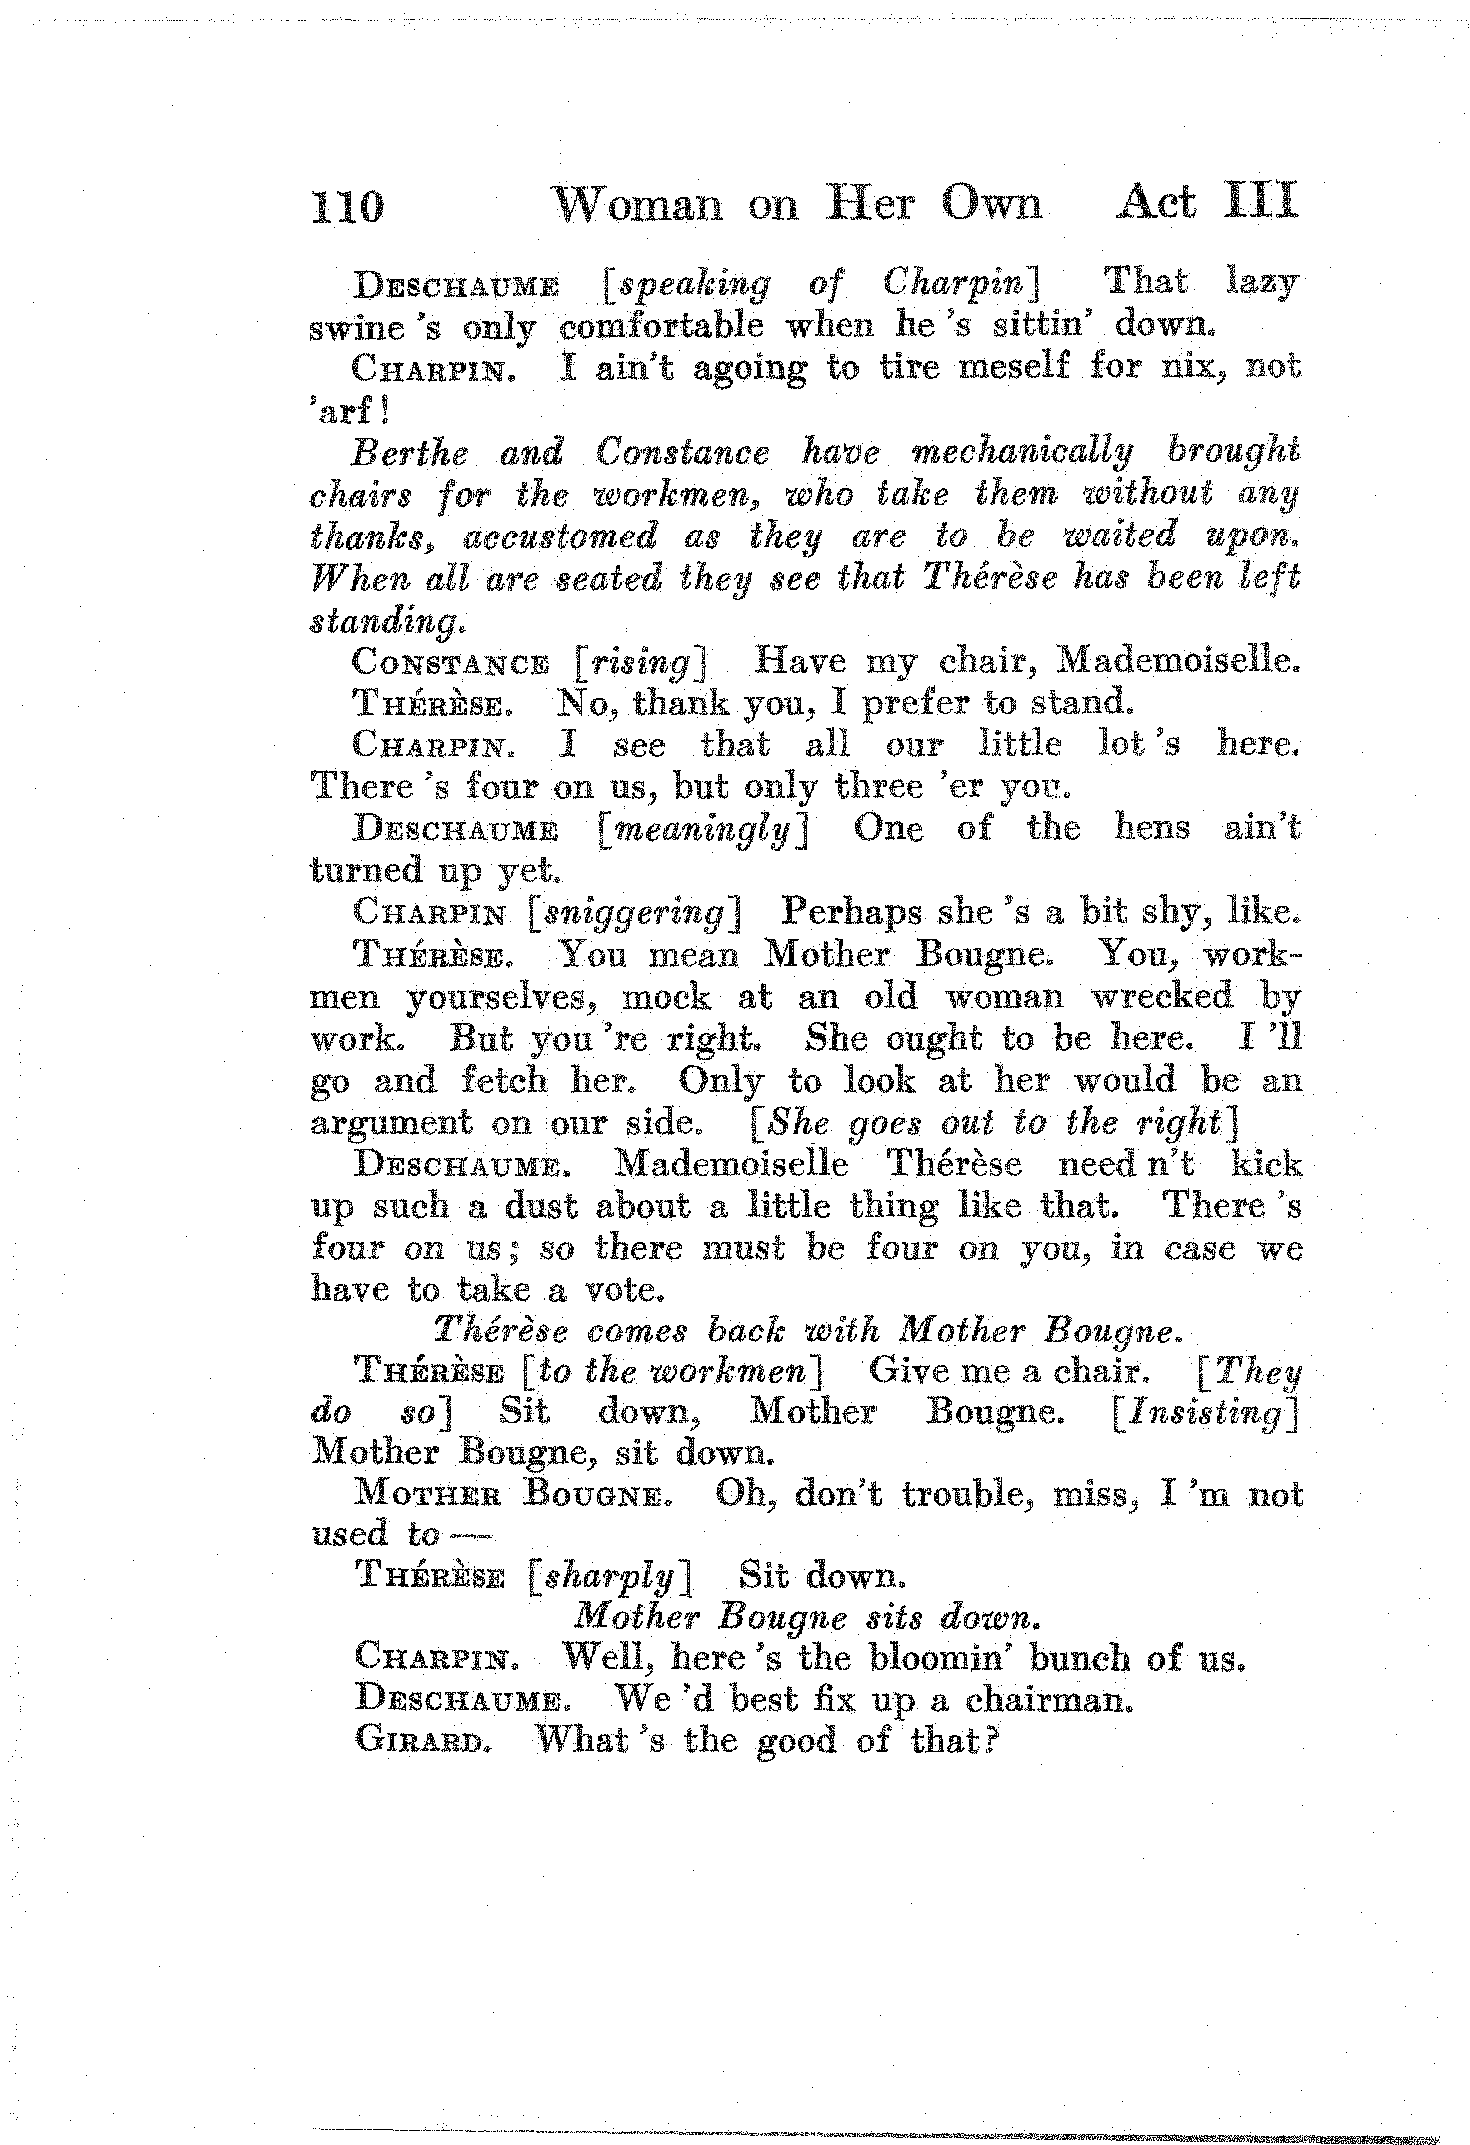 110 Woman on Her Own Act III
DESCHAUME [speaking of Charpin] That lazy
swine 's only comfortable when he 's sittin' down.
CHARPIN. I ain't agoing to tire meself for nix, not
'arf!
Berthe and Constance have mechanically brought
chairs for the workmen, who take them without any
thanks, accustomed as they are to be waited upon.
When all are seated they see that Thérèse has been left
standing.
CONSTANCE [rising] Have my chair, Mademoiselle.
THÉRÈSE. No, thank you, I prefer to stand.
CHARPIN. I see that all our little lot 's here.
There 's four on us, but only three 'er you.
DESCHAUME [meaningly] One of the hens ain't
turned up yet.
CHARPIN [sniggering] Perhaps she 's a bit shy, like.
THÉRÈSE. You mean Mother Bougne. You, work-
men yourselves, mock at an old woman wrecked by
work. But you 're right. She ought to be here. I 'll
go and fetch her. Only to look at her would be an
argument on our side. [She goes out to the right]
DESCHAUME. Mademoiselle Thérèse need n't kick
up such a dust about a little thing like that. There 's
four on us; so there must be four on you, in case we
have to take a vote.
Thérèse comes back with Mother Bougne.
THÉRÈSE [to the workmen] Give me a chair. [They
do so] Sit down, Mother Bougne. [Insisting]
Mother Bougne, sit down.
MOTHER BOUGNE. Oh, don't trouble, miss, I 'm not
used to —
THÉRÈSE [sharply] Sit down.
Mother Bougne sits down.
CHARPIN. Well, here 's the bloomin' bunch of us.
DESCHAUME. We 'd best fix up a chairman.
GIRARD. What 's the good of that?